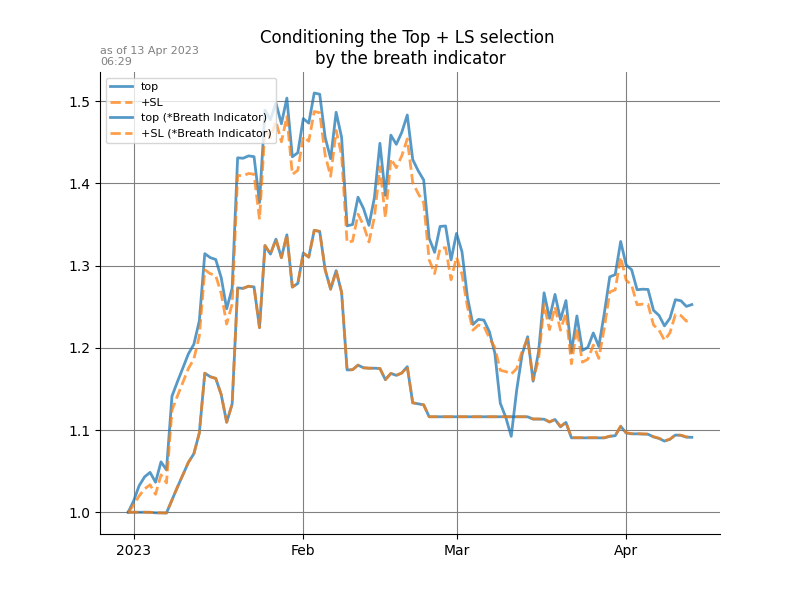 Conditioning the Top + LS selection
by the breath indicator
as of 13 Apr 2023
06:29
top
+SL
top (*Breath Indicator)
+SL (*Breath Indicator)
1.5
1.4
1.3
1.2
1.1
1.0
2023
Feb
Mar
Apr